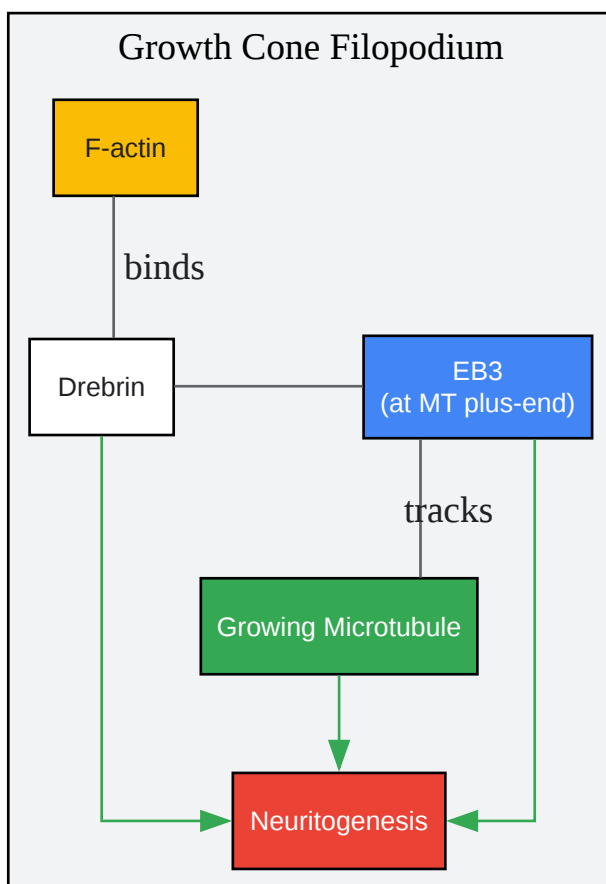 Growth Cone Filopodium
F-actin
binds
Drebrin
EB3
(at MT plus-end)
tracks
Growing Microtubule
Neuritogenesis